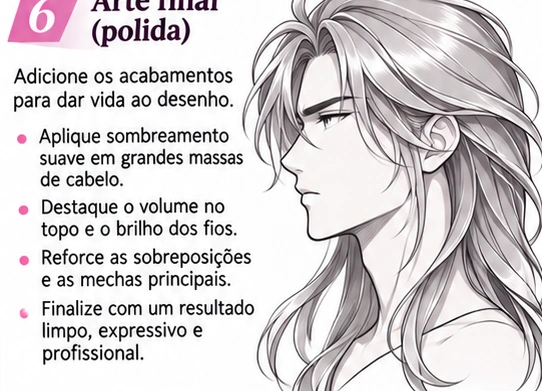 6
Arte final
(polida)
Adicione os acabamentos
para dar vida ao desenho.
Aplique sombreamento
suave em grandes massas
de cabelo.
Destaque o volume no
topo e o brilho dos fios.
Reforce as sobreposições
e as mechas principais.
Finalize com um resultado
limpo, expressivo e
profissional.